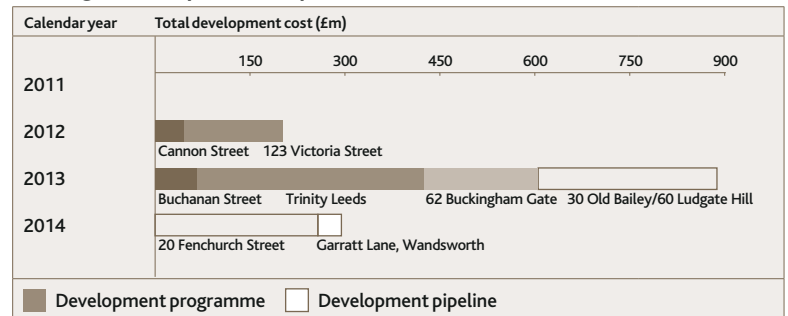 Calendar year Total development cost (£m)
150 300 450 600 750 900
2011
2012
Cannon Street 123 Victoria Street
2013
Buchanan Street Trinity Leeds 62 Buckingham Gate 30 Old Bailey/60 Ludgate Hill
2014
20 Fenchurch Street Garratt Lane, Wandsworth
Development programme Development pipeline